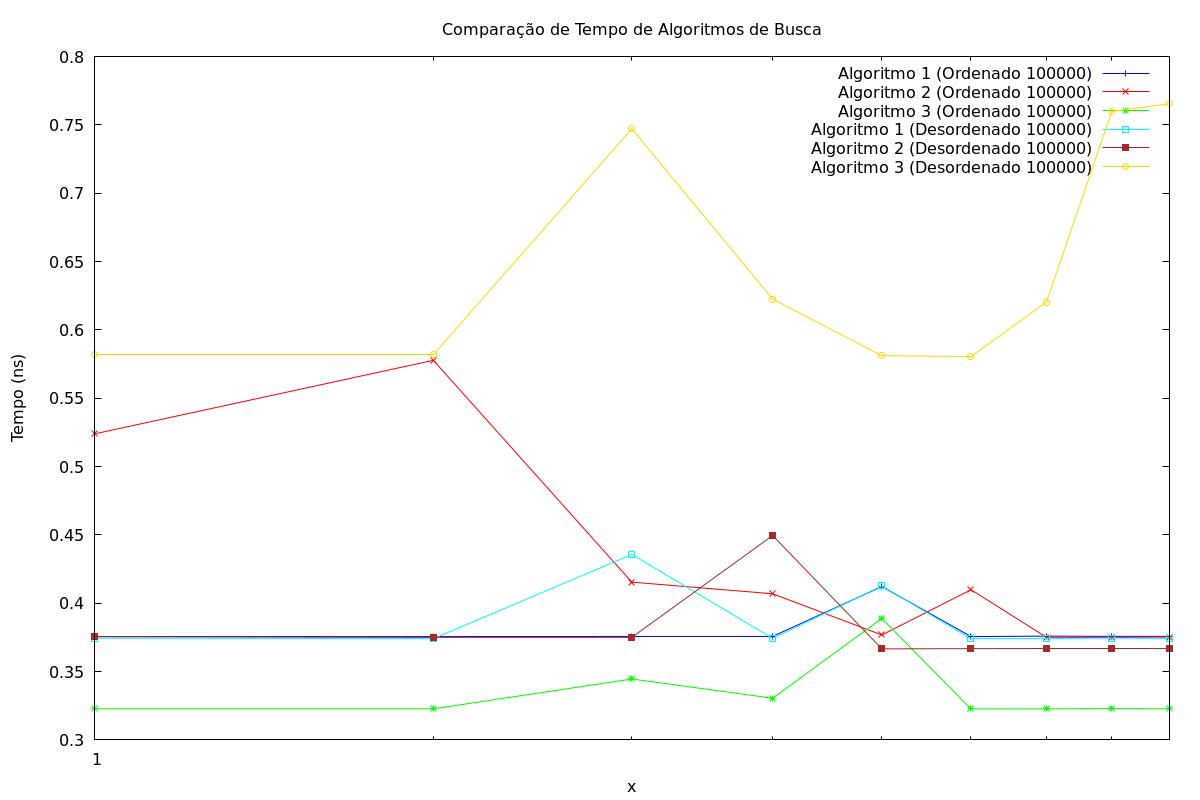 Comparação de Tempo de Algoritmos de Busca
0.8
0.75
0.7
0.65
0.6
0.55
0.5
0.45
0.4
0.35
0.3
Tempo (ns)
Algoritmo 1 (Ordenado 100000)
Algoritmo 2 (Ordenado 100000)
Algoritmo 3 (Ordenado 100000)
Algoritmo 1 (Desordenado 100000)
Algoritmo 2 (Desordenado 100000)
Algoritmo 3 (Desordenado 100000)
1
x